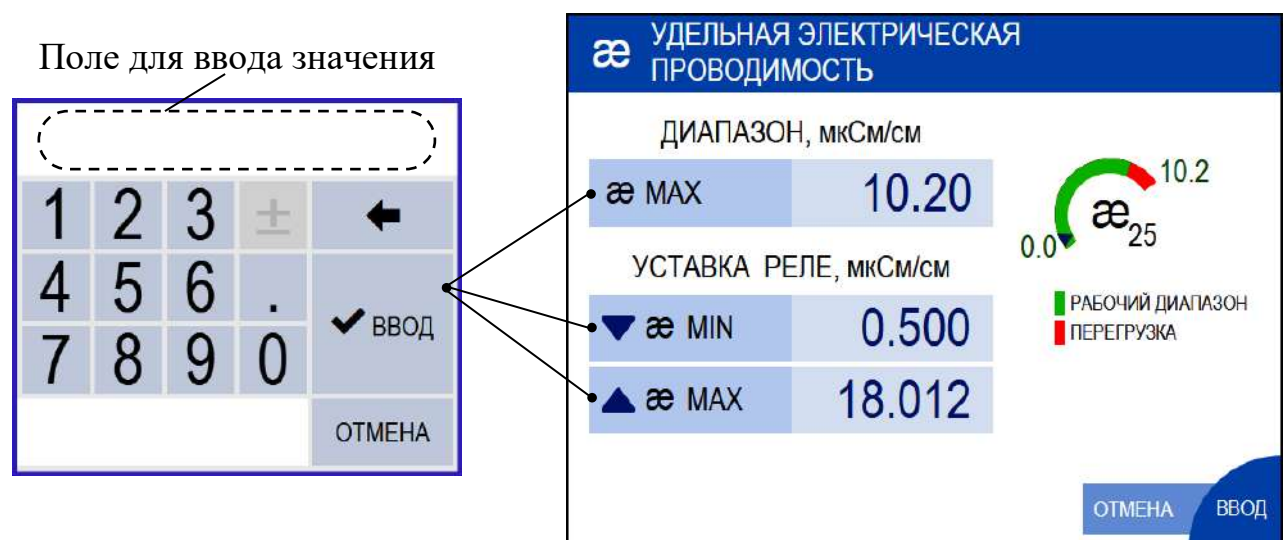 Поле для ввода значения
1 2 3 ±
4 5 6 .
7 8 9 0
ВВОД
ОТМЕНА
æ УДЕЛЬНАЯ ЭЛЕКТРИЧЕСКАЯ
ПРОВОДИМОСТЬ
ДИАПАЗОН, мкСм/см
æ MAX 10.20
УСТАВКА РЕЛЕ, мкСм/см
æ MIN 0.500
æ MAX 18.012
10.2
æ25
0.0
РАБОЧИЙ ДИАПАЗОН
ПЕРЕГРУЗКА
ОТМЕНА ВВОД